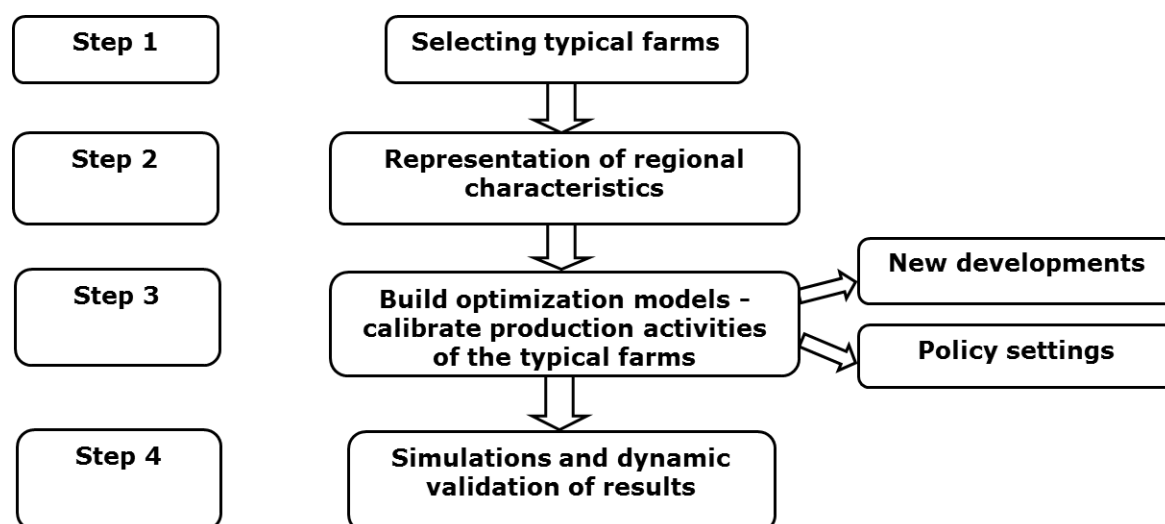 Step 1
Selecting typical farms
Step 2
Representation of regional
characteristics
Step 3
Build optimization models -
calibrate production activities
of the typical farms
New developments
Policy settings
Step 4
Simulations and dynamic
validation of results